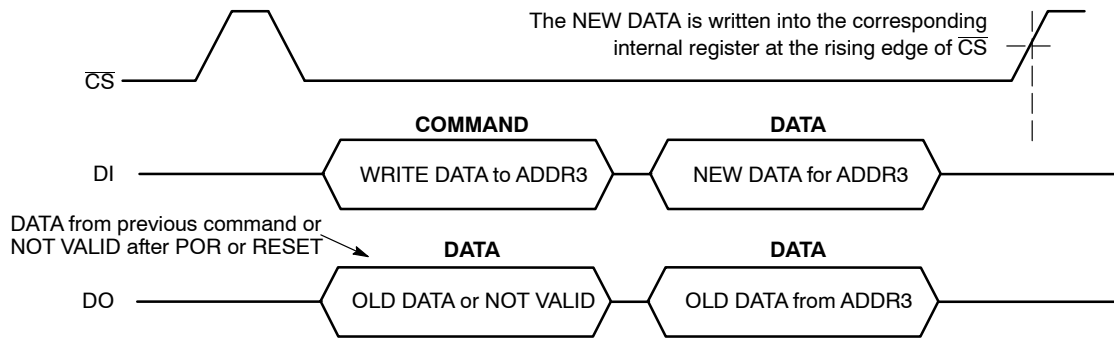 The NEW DATA is written into the corresponding
internal register at the rising edge of C̅S̅
C̅S̅
COMMAND
DATA
DI
WRITE DATA to ADDR3
NEW DATA for ADDR3
DATA from previous command or
NOT VALID after POR or RESET
DATA
DATA
DO
OLD DATA or NOT VALID
OLD DATA from ADDR3